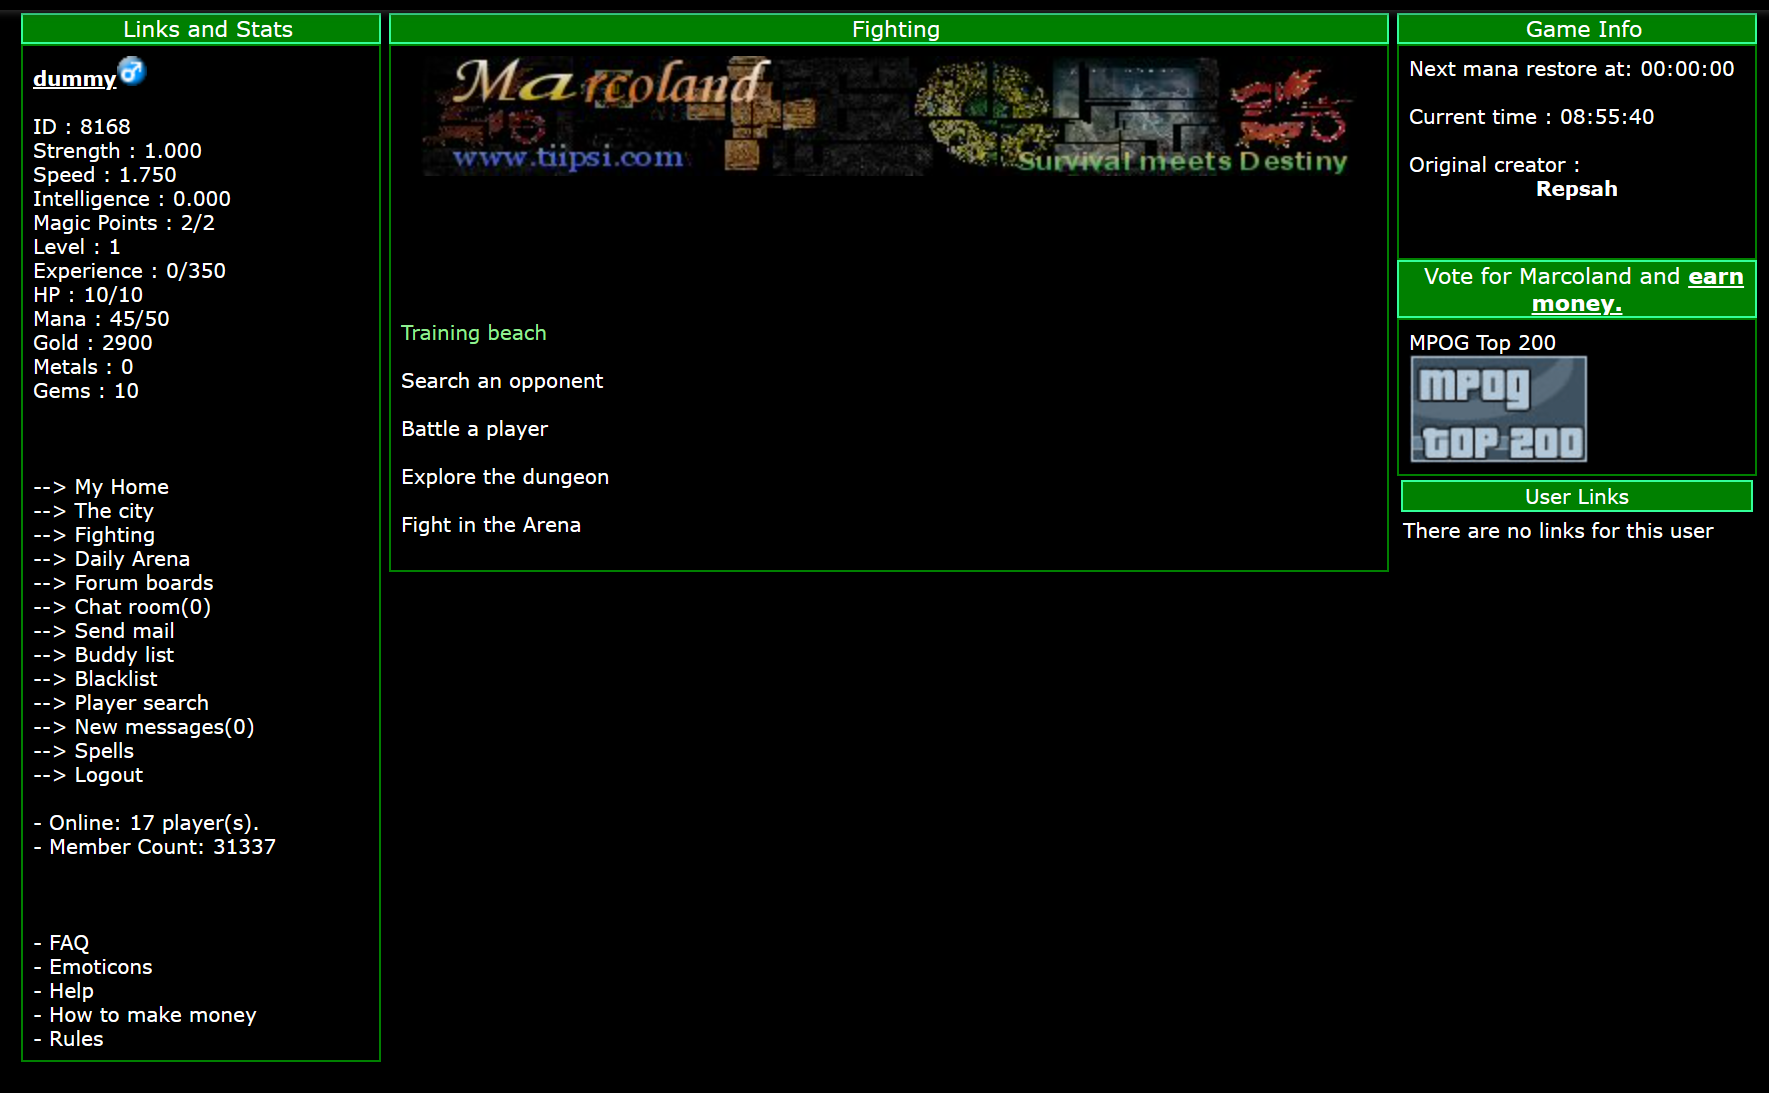 Links and Stats
dummy
ID : 8168
Strength : 1.000
Speed : 1.750
Intelligence : 0.000
Magic Points : 2/2
Level : 1
Experience : 0/350
HP : 10/10
Mana : 45/50
Gold : 2900
Metals : 0
Gems : 10
--> My Home
--> The city
--> Fighting
--> Daily Arena
--> Forum boards
--> Chat room(0)
--> Send mail
--> Buddy list
--> Blacklist
--> Player search
--> New messages(0)
--> Spells
--> Logout
- Online: 17 player(s).
- Member Count: 31337
- FAQ
- Emoticons
- Help
- How to make money
- Rules
Fighting
Marcoland
www.tiipsi.com
Survival meets Destiny
Training beach
Search an opponent
Battle a player
Explore the dungeon
Fight in the Arena
Game Info
Next mana restore at: 00:00:00
Current time : 08:55:40
Original creator :
Repsah
Vote for Marcoland and earn
money.
MPOG Top 200
mpog
top 200
User Links
There are no links for this user